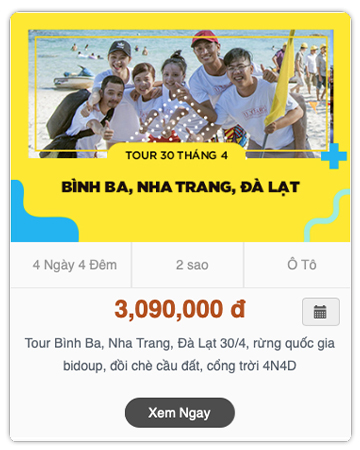 TOUR 30 THÁNG 4
BÌNH BA, NHA TRANG, ĐÀ LẠT
4 Ngày 4 Đêm
2 sao
Ô Tô
3,090,000 đ
Tour Bình Ba, Nha Trang, Đà Lạt 30/4, rừng quốc gia
bidoup, đồi chè cầu đất, cổng trời 4N4D
Xem Ngay